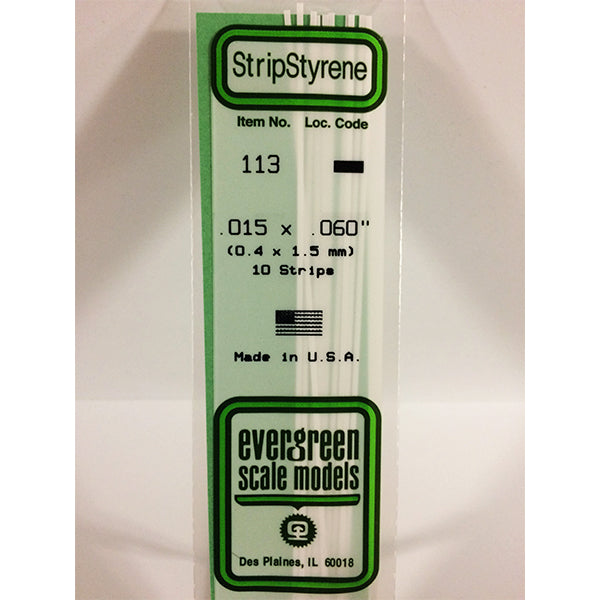 StripStyrene
Item No. Loc. Code
113
.015 x .060"
(0.4 x 1.5 mm)
10 Strips
Made in U.S.A.
evergreen
scale models
Des Plaines, IL 60018